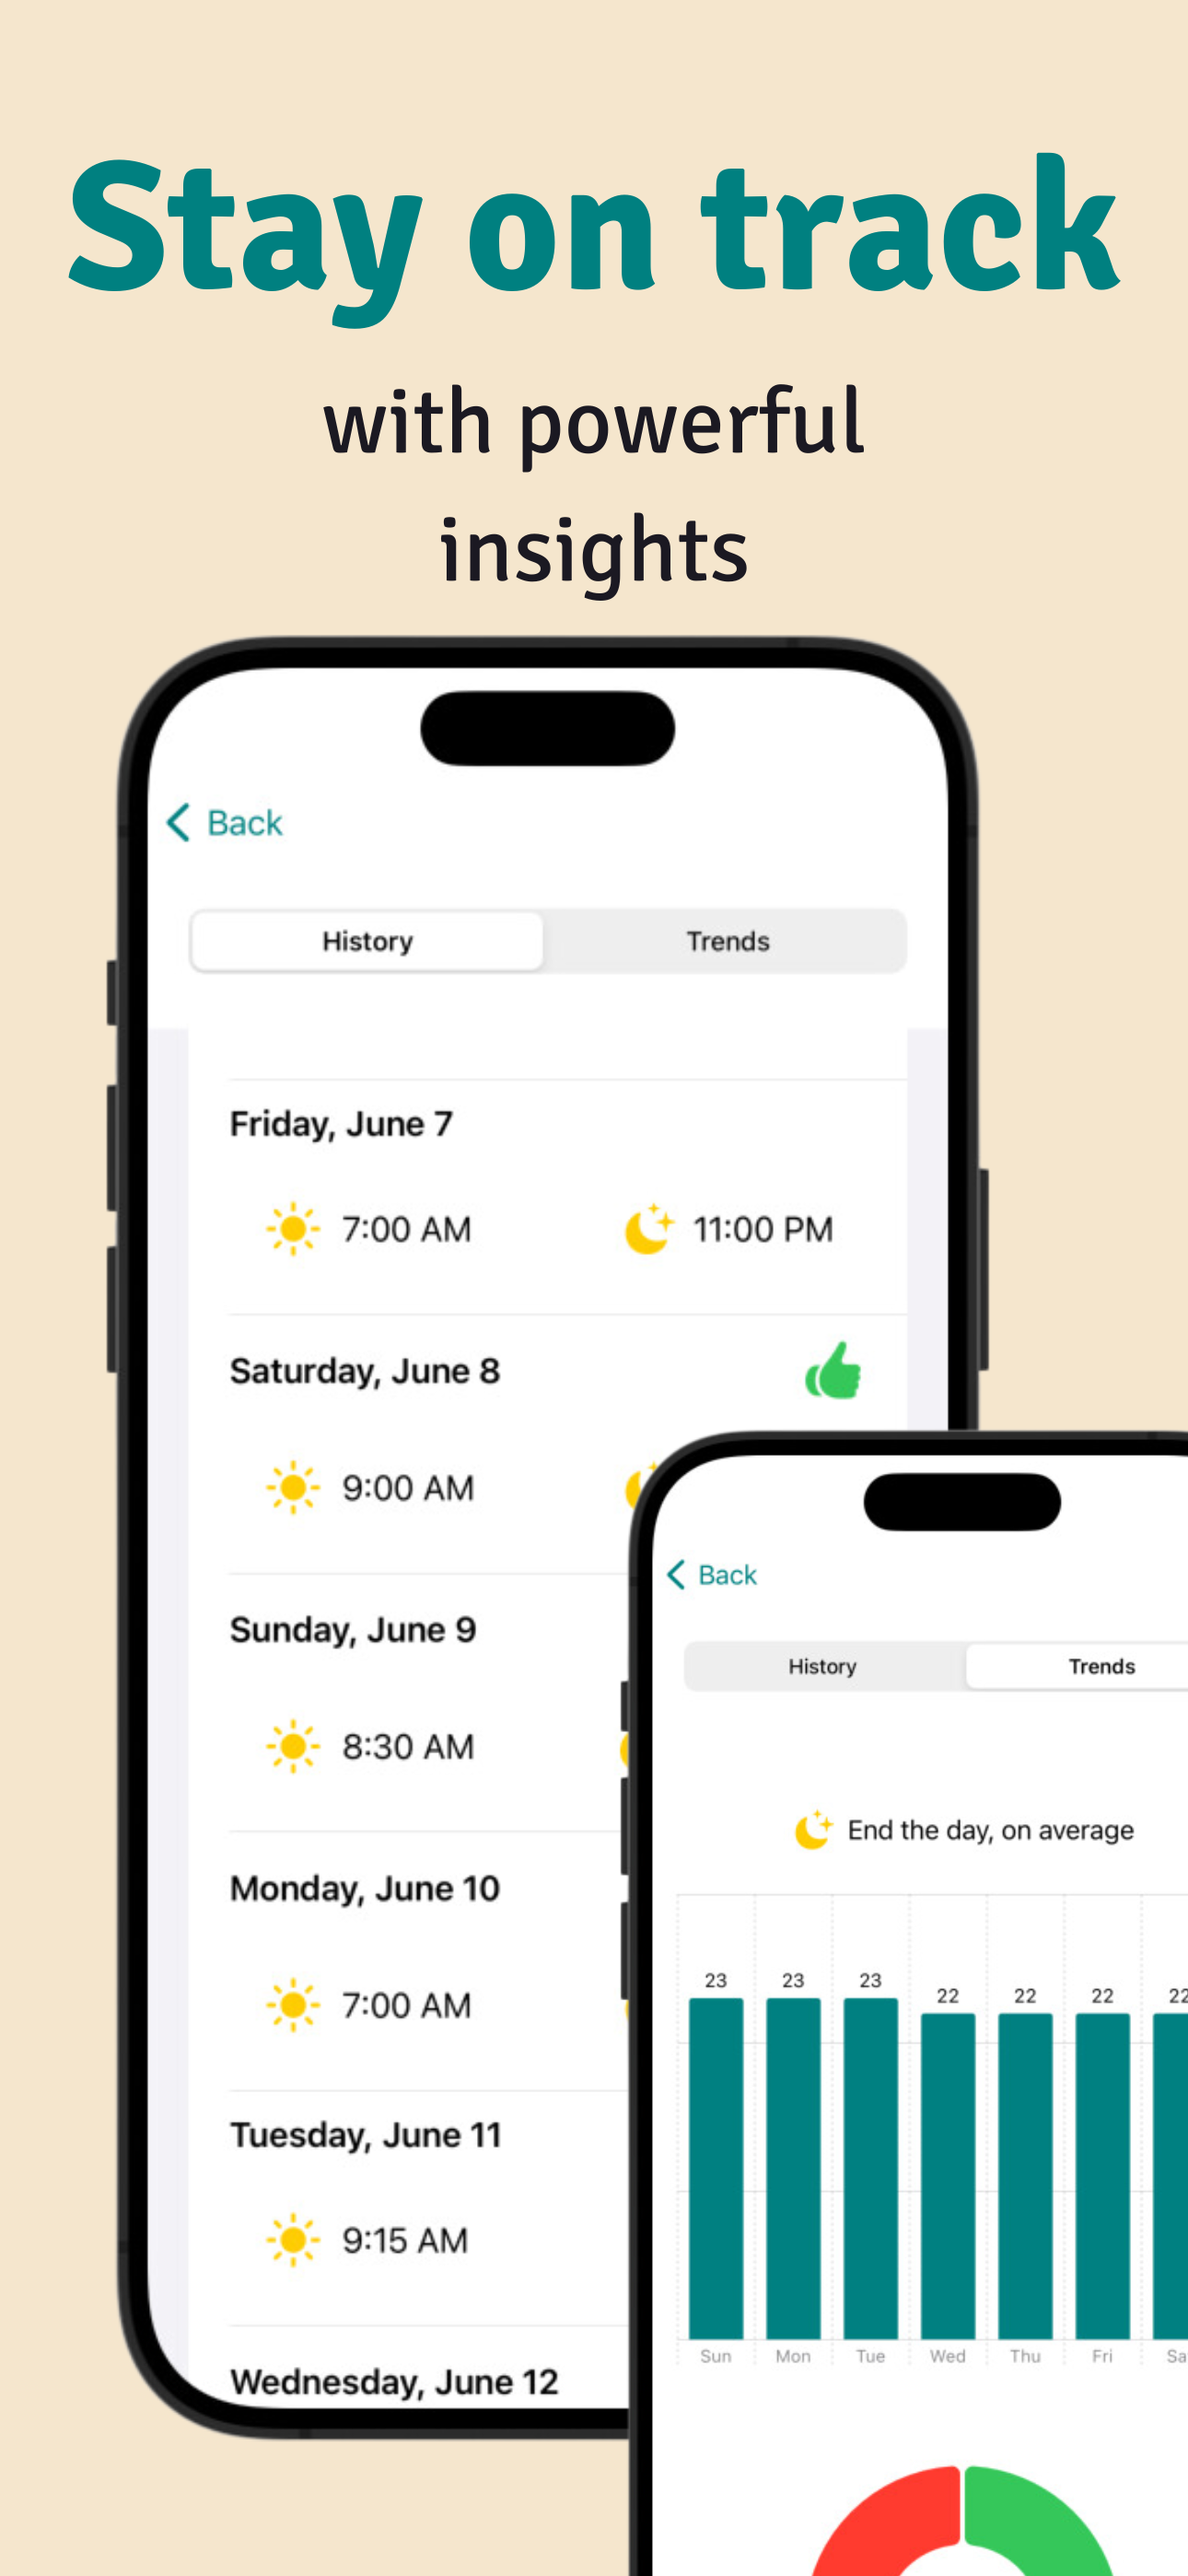 Stay on track
with powerful
insights
Back
History Trends
Friday, June 7
7:00 AM 11:00 PM
Saturday, June 8
9:00 AM
Sunday, June 9
8:30 AM
Monday, June 10
7:00 AM
Tuesday, June 11
9:15 AM
Wednesday, June 12
Back
History Trends
End the day, on average
23 23 23 22 22 22 22
Sun Mon Tue Wed Thu Fri Sa